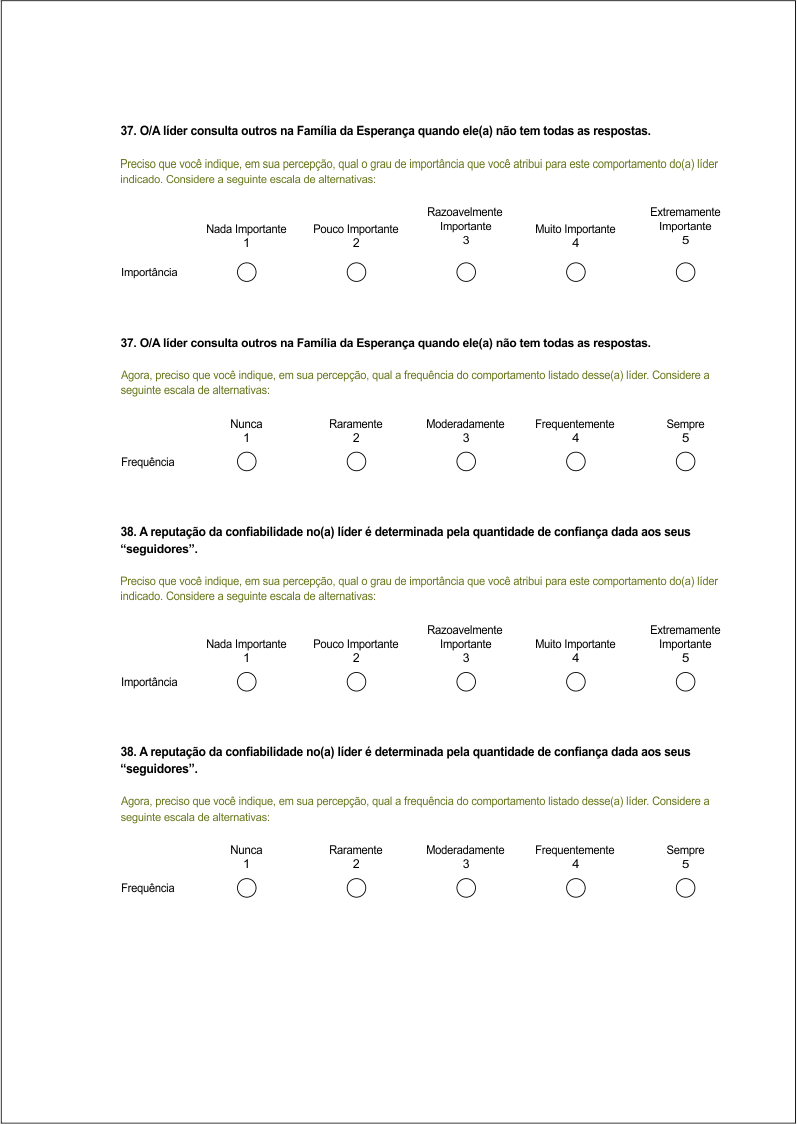 37. O/A líder consulta outros na Família da Esperança quando ele(a) não tem todas as respostas.
Preciso que você indique, em sua percepção, qual o grau de importância que você atribui para este comportamento do(a) líder
indicado. Considere a seguinte escala de alternativas:
Nada Importante Pouco Importante Razoavelmente Importante Muito Importante Extremamente Importante
1 2 3 4 5
Importância
37. O/A líder consulta outros na Família da Esperança quando ele(a) não tem todas as respostas.
Agora, preciso que você indique, em sua percepção, qual a frequência do comportamento listado desse(a) líder. Considere a
seguinte escala de alternativas:
Nunca Raramente Moderadamente Frequentemente Sempre
1 2 3 4 5
Frequência
38. A reputação da confiabilidade no(a) líder é determinada pela quantidade de confiança dada aos seus
“seguidores”.
Preciso que você indique, em sua percepção, qual o grau de importância que você atribui para este comportamento do(a) líder
indicado. Considere a seguinte escala de alternativas:
Nada Importante Pouco Importante Razoavelmente Importante Muito Importante Extremamente Importante
1 2 3 4 5
Importância
38. A reputação da confiabilidade no(a) líder é determinada pela quantidade de confiança dada aos seus
“seguidores”.
Agora, preciso que você indique, em sua percepção, qual a frequência do comportamento listado desse(a) líder. Considere a
seguinte escala de alternativas:
Nunca Raramente Moderadamente Frequentemente Sempre
1 2 3 4 5
Frequência